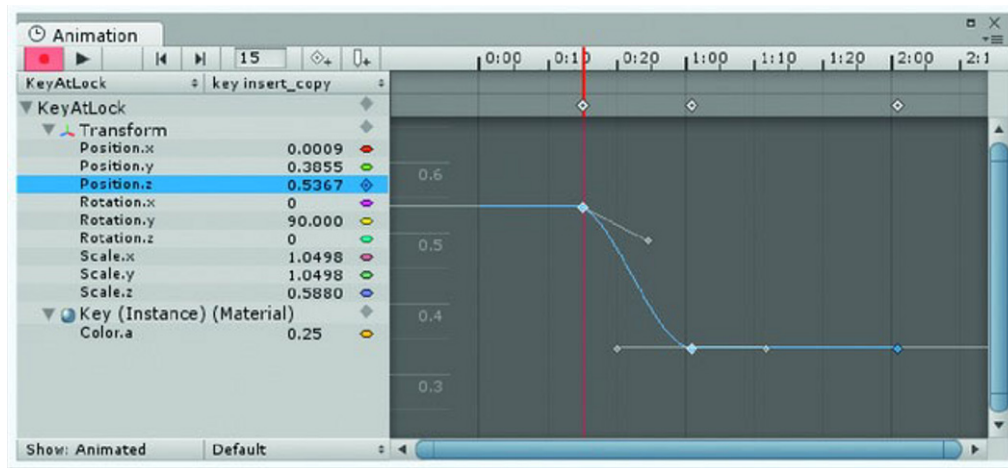 Animation
15 0:00 0:10 0:20 1:00 1:10 1:20 2:00 2:1
KeyAtLock key insert_copy
KeyAtLock
Transform
Position.x 0.0009
Position.y 0.3855
Position.z 0.5367
Rotation.x 0
Rotation.y 90.000
Rotation.z 0
Scale.x 1.0498
Scale.y 1.0498
Scale.z 0.5880
Key (Instance) (Material)
Color.a 0.25
0.6
0.5
0.4
0.3
Show: Animated Default